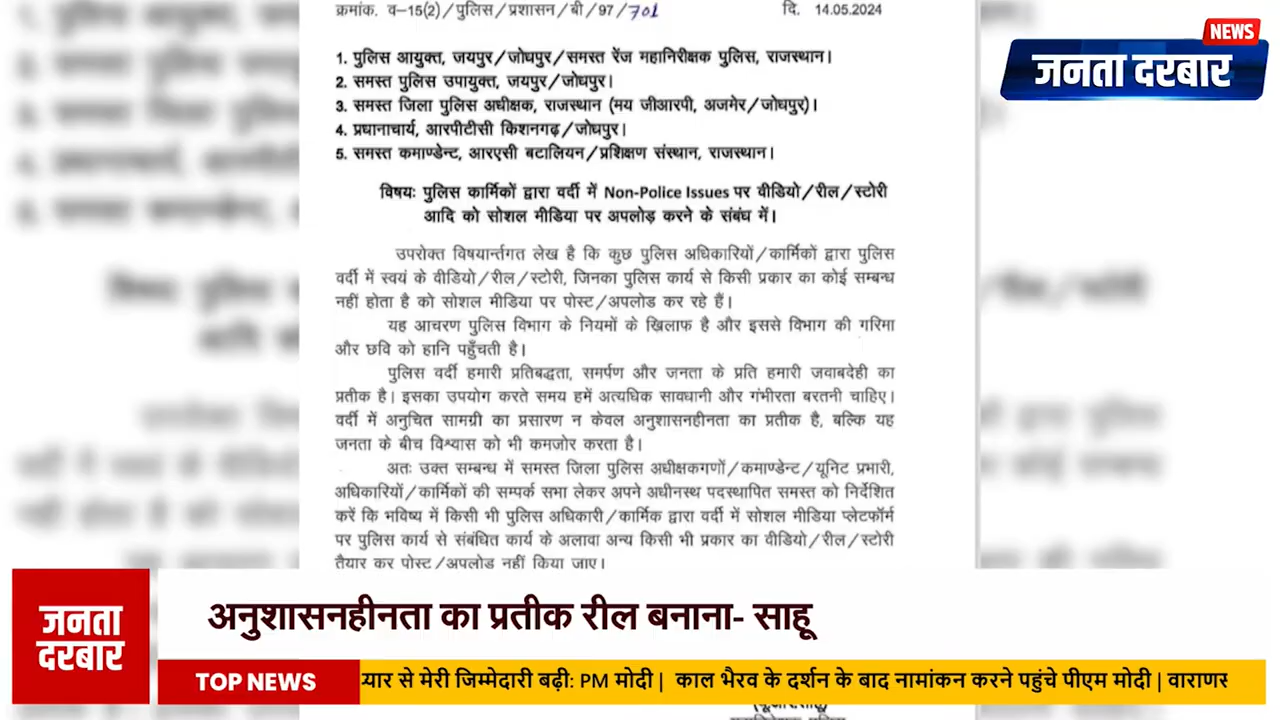 क्रमांक. व–15(2)/पुलिस/प्रशासन/बी/97/701 दि. 14.05.2024
1. पुलिस आयुक्त, जयपुर/जोधपुर/समस्त रेंज महानिरीक्षक पुलिस, राजस्थान।
2. समस्त पुलिस उपायुक्त, जयपुर/जोधपुर।
3. समस्त जिला पुलिस अधीक्षक, राजस्थान (मय जीआरपी, अजमेर/जोधपुर)।
4. प्रधानाचार्य, आरपीटीसी किशनगढ़/जोधपुर।
5. समस्त कमाण्डेन्ट, आरएसी बटालियन/प्रशिक्षण संस्थान, राजस्थान।
विषयः पुलिस कार्मिकों द्वारा वर्दी में Non-Police Issues पर वीडियो/रील/स्टोरी
आदि को सोशल मीडिया पर अपलोड़ करने के संबंध में।
उपरोक्त विषयार्न्तगत लेख है कि कुछ पुलिस अधिकारियों/कार्मिकों द्वारा पुलिस
वर्दी में स्वयं के वीडियो/रील/स्टोरी, जिनका पुलिस कार्य से किसी प्रकार का कोई सम्बन्ध
नहीं होता है को सोशल मीडिया पर पोस्ट/अपलोड कर रहे हैं।
यह आचरण पुलिस विभाग के नियमों के खिलाफ है और इससे विभाग की गरिमा
और छवि को हानि पहुँचती है।
पुलिस वर्दी हमारी प्रतिबद्धता, समर्पण और जनता के प्रति हमारी जवाबदेही का
प्रतीक है। इसका उपयोग करते समय हमें अत्यधिक सावधानी और गंभीरता बरतनी चाहिए।
वर्दी में अनुचित सामग्री का प्रसारण न केवल अनुशासनहीनता का प्रतीक है, बल्कि यह
जनता के बीच विश्वास को भी कमजोर करता है।
अतः उक्त सम्बन्ध में समस्त जिला पुलिस अधीक्षकगणों/कमाण्डेन्ट/यूनिट प्रभारी,
अधिकारियों/कार्मिकों की सम्पर्क सभा लेकर अपने अधीनस्थ पदस्थापित समस्त को निर्देशित
करें कि भविष्य में किसी भी पुलिस अधिकारी/कार्मिक द्वारा वर्दी में सोशल मीडिया प्लेटफॉर्म
पर पुलिस कार्य से संबंधित कार्य के अलावा अन्य किसी भी प्रकार का वीडियो/रील/स्टोरी
तैयार कर पोस्ट/अपलोड नहीं किया जाए।
NEWS
जनता दरबार
जनता
दरबार
अनुशासनहीनता का प्रतीक रील बनाना- साहू
TOP NEWS
से मेरी जिम्मेदारी बढ़ी: PM मोदी | काल भैरव के दर्शन के बाद नामांकन करने पहुंचे पीएम मोदी |